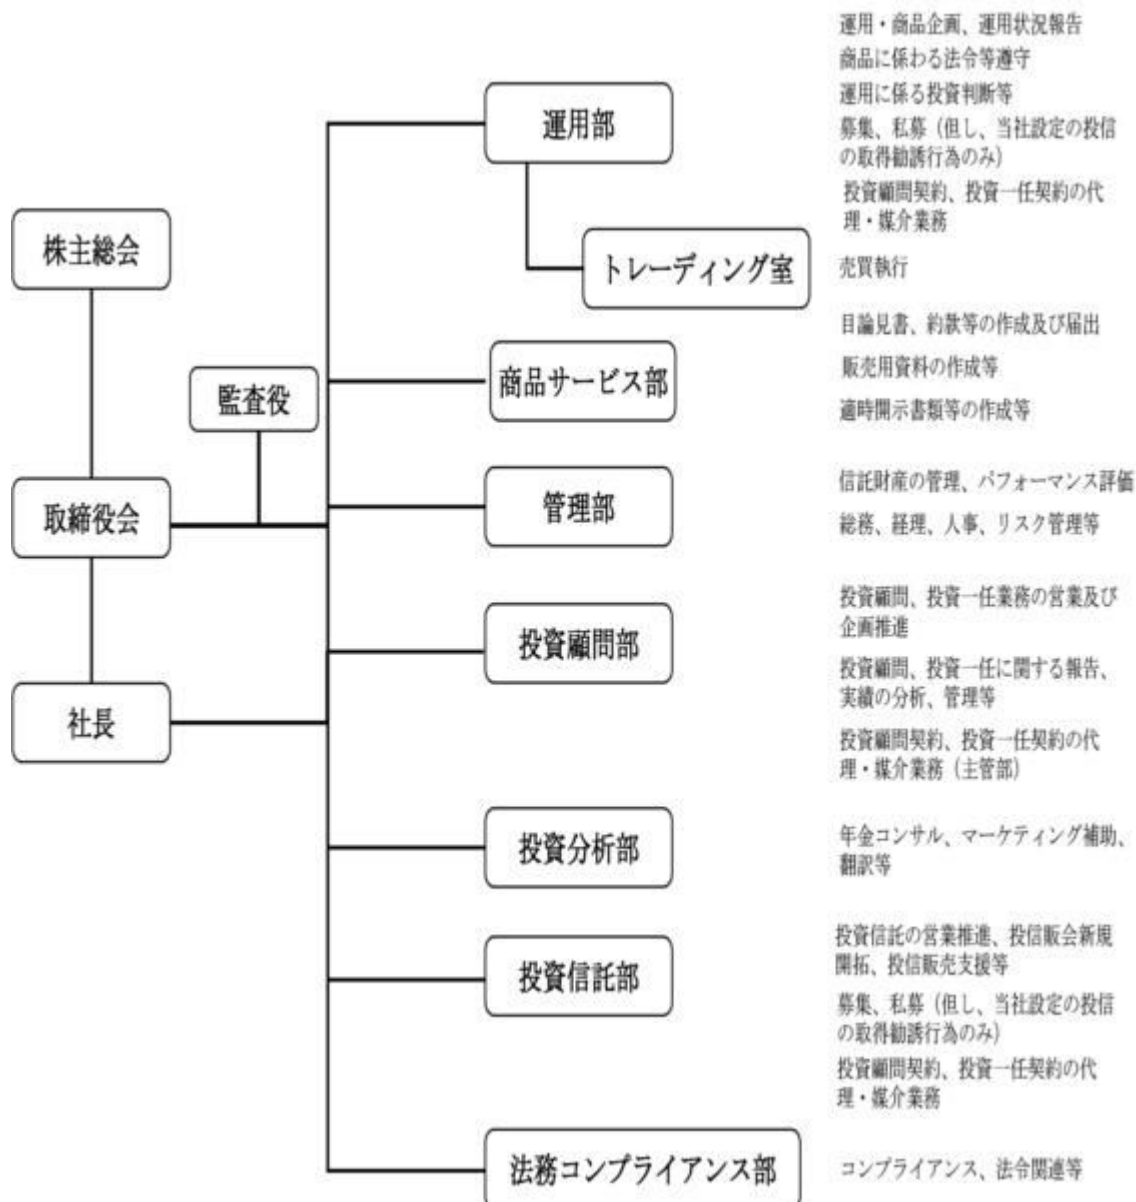 運用・商品企画、運用状況報告
商品に係わる法令等遵守
運用部
運用に係る投資判断等
募集、私募（但し、当社設定の投信
の取得勧誘行為のみ）
投資顧問契約、投資一任契約の代
理・媒介業務
株主総会
トレーディング室
売買執行
目論見書、約款等の作成及び届出
商品サービス部
販売用資料の作成等
監査役
適時開示書類等の作成等
取締役会
管理部
信託財産の管理、パフォーマンス評価
総務、経理、人事、リスク管理等
投資顧問部
投資顧問、投資一任業務の営業及び
企画推進
投資顧問、投資一任に関する報告、
実績の分析、管理等
社長
投資顧問契約、投資一任契約の代
理・媒介業務（主管部）
投資分析部
年金コンサル、マーケティング補助、
翻訳等
投資信託部
投資信託の営業推進、投信販会新規
開拓、投信販売支援等
募集、私募（但し、当社設定の投信
の取得勧誘行為のみ）
投資顧問契約、投資一任契約の代
理・媒介業務
法務コンプライアンス部
コンプライアンス、法令関連等